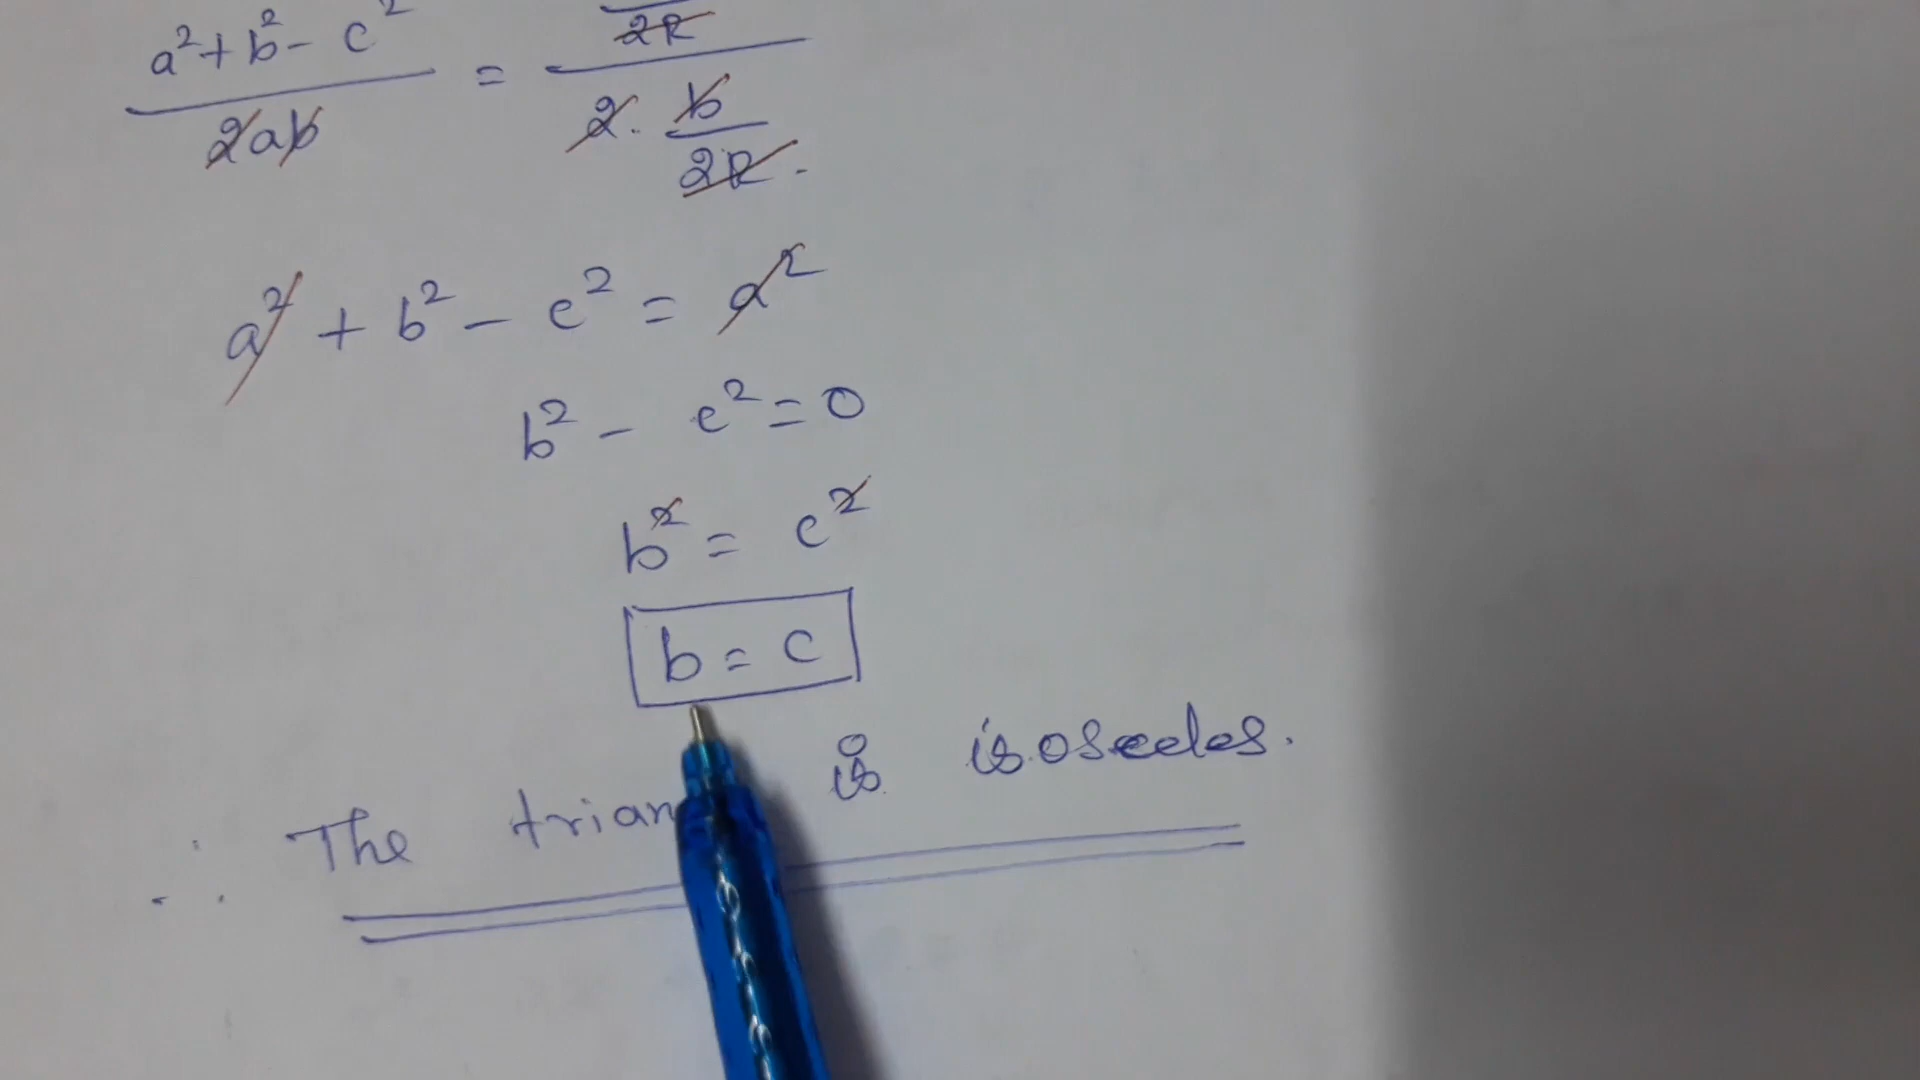 a² + b² - c²
2ab
=
2R
2. b
2R.
a² + b² - c² = a²
b² - c² = 0
b² = c²
b = c
∴ The trian is isosceles.